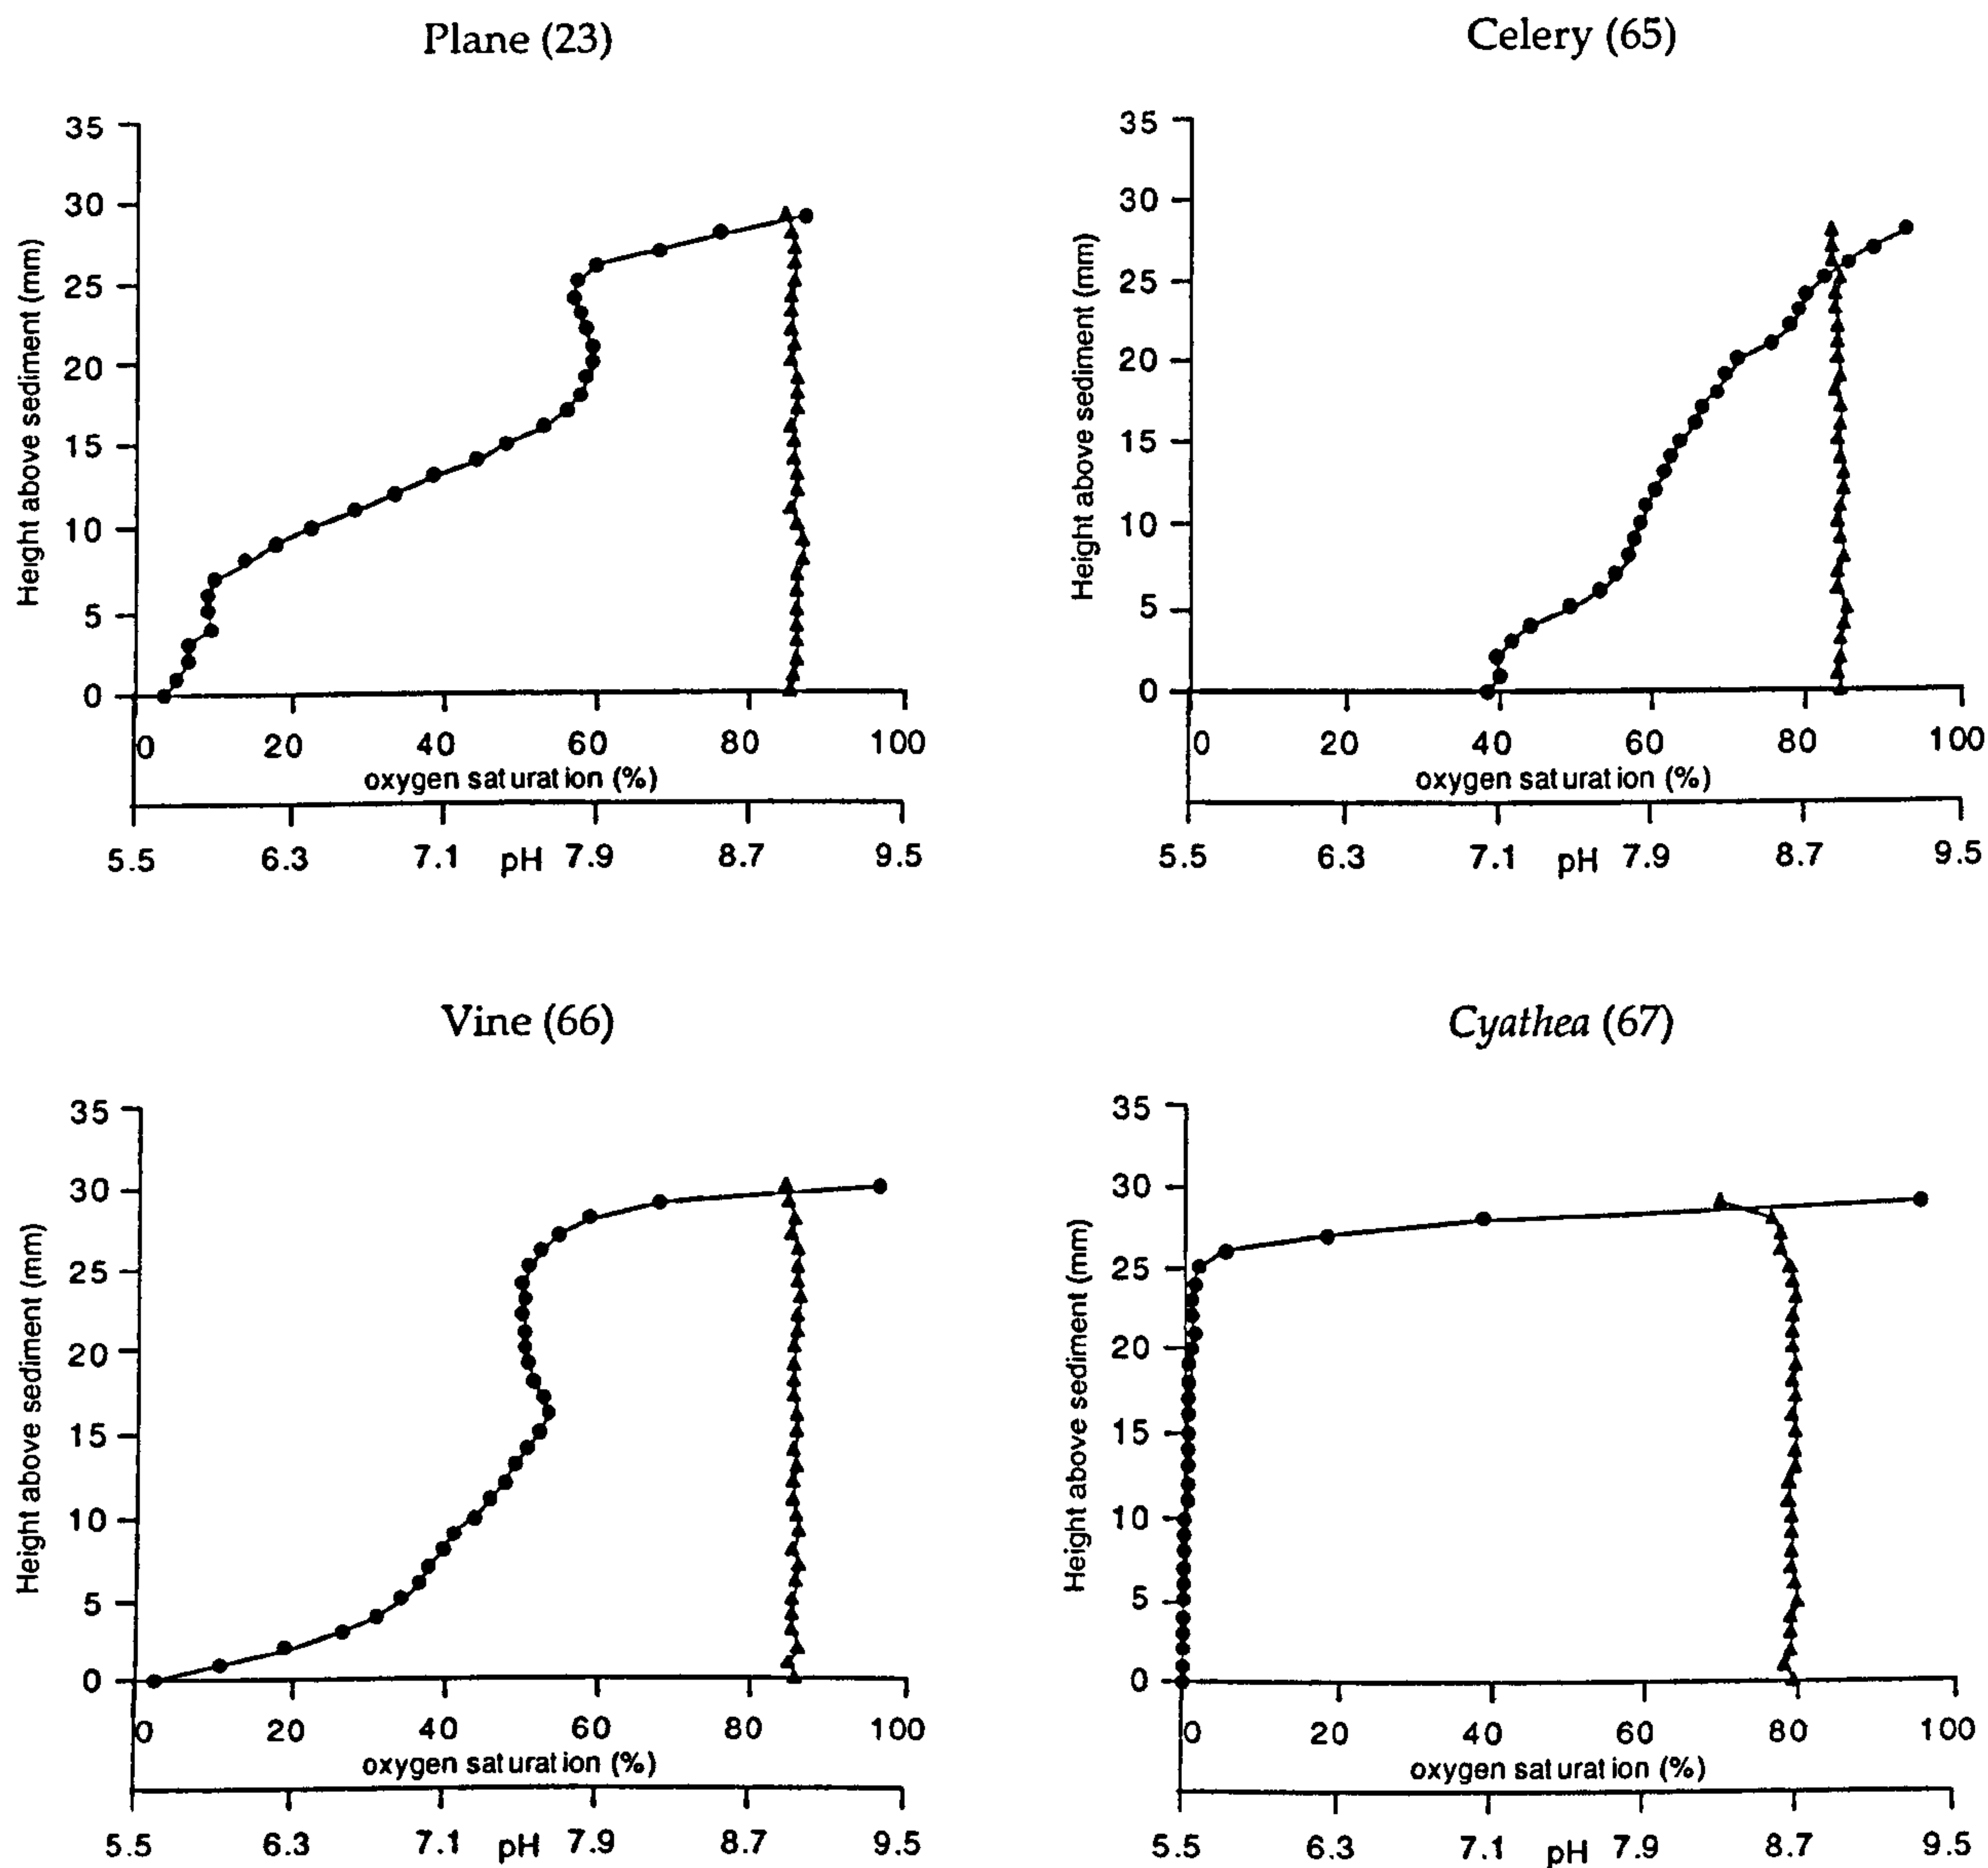 Plane (23)
Height above sediment (mm)
35
30
25
20
15
10
5
0
0 20 40 60 80 100
oxygen saturation (%)
5.5 6.3 7.1 pH 7.9 8.7 9.5
Celery (65)
Height above sediment (mm)
35
30
25
20
15
10
5
0
0 20 40 60 80 100
oxygen saturation (%)
5.5 6.3 7.1 pH 7.9 8.7 9.5
Vine (66)
Height above sediment (mm)
35
30
25
20
15
10
5
0
0 20 40 60 80 100
oxygen saturation (%)
5.5 6.3 7.1 pH 7.9 8.7 9.5
Cyathea (67)
Height above sediment (mm)
35
30
25
20
15
10
5
0
0 20 40 60 80 100
oxygen saturation (%)
5.5 6.3 7.1 pH 7.9 8.7 9.5